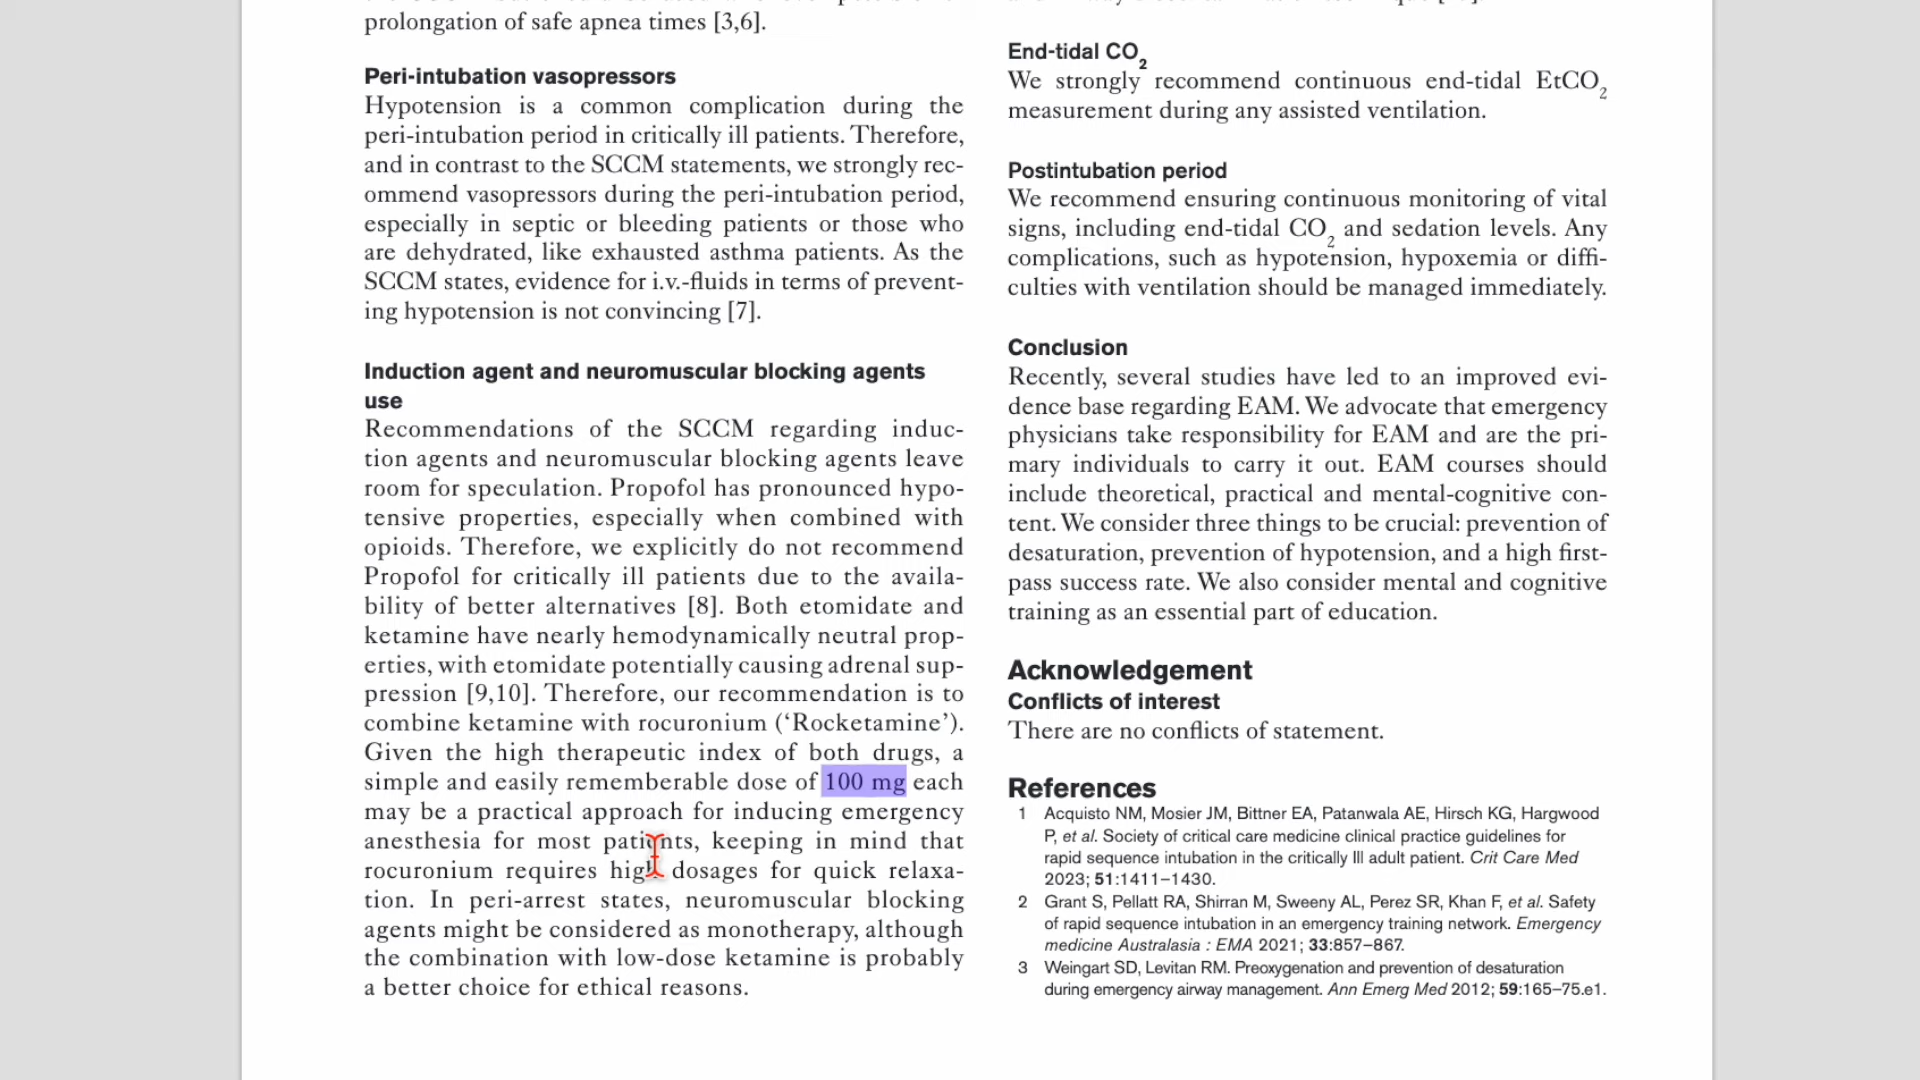 prolongation of safe apnea times [3,6].
Peri-intubation vasopressors
Hypotension is a common complication during the
peri-intubation period in critically ill patients. Therefore,
and in contrast to the SCCM statements, we strongly rec-
ommend vasopressors during the peri-intubation period,
especially in septic or bleeding patients or those who
are dehydrated, like exhausted asthma patients. As the
SCCM states, evidence for i.v.-fluids in terms of prevent-
ing hypotension is not convincing [7].
Induction agent and neuromuscular blocking agents
use
Recommendations of the SCCM regarding induc-
tion agents and neuromuscular blocking agents leave
room for speculation. Propofol has pronounced hypo-
tensive properties, especially when combined with
opioids. Therefore, we explicitly do not recommend
Propofol for critically ill patients due to the availa-
bility of better alternatives [8]. Both etomidate and
ketamine have nearly hemodynamically neutral prop-
erties, with etomidate potentially causing adrenal sup-
pression [9,10]. Therefore, our recommendation is to
combine ketamine with rocuronium (‘Rocketamine’).
Given the high therapeutic index of both drugs, a
simple and easily rememberable dose of 100 mg each
may be a practical approach for inducing emergency
anesthesia for most patients, keeping in mind that
rocuronium requires high dosages for quick relaxa-
tion. In peri-arrest states, neuromuscular blocking
agents might be considered as monotherapy, although
the combination with low-dose ketamine is probably
a better choice for ethical reasons.
End-tidal CO2
We strongly recommend continuous end-tidal EtCO2
measurement during any assisted ventilation.
Postintubation period
We recommend ensuring continuous monitoring of vital
signs, including end-tidal CO2 and sedation levels. Any
complications, such as hypotension, hypoxemia or diffi-
culties with ventilation should be managed immediately.
Conclusion
Recently, several studies have led to an improved evi-
dence base regarding EAM. We advocate that emergency
physicians take responsibility for EAM and are the pri-
mary individuals to carry it out. EAM courses should
include theoretical, practical and mental-cognitive con-
tent. We consider three things to be crucial: prevention of
desaturation, prevention of hypotension, and a high first-
pass success rate. We also consider mental and cognitive
training as an essential part of education.
Acknowledgement
Conflicts of interest
There are no conflicts of statement.
References
1 Acquisto NM, Mosier JM, Bittner EA, Patanwala AE, Hirsch KG, Hargwood
P, et al. Society of critical care medicine clinical practice guidelines for
rapid sequence intubation in the critically Ill adult patient. Crit Care Med
2023; 51:1411–1430.
2 Grant S, Pellatt RA, Shirran M, Sweeny AL, Perez SR, Khan F, et al. Safety
of rapid sequence intubation in an emergency training network. Emergency
medicine Australasia : EMA 2021; 33:857–867.
3 Weingart SD, Levitan RM. Preoxygenation and prevention of desaturation
during emergency airway management. Ann Emerg Med 2012; 59:165–75.e1.